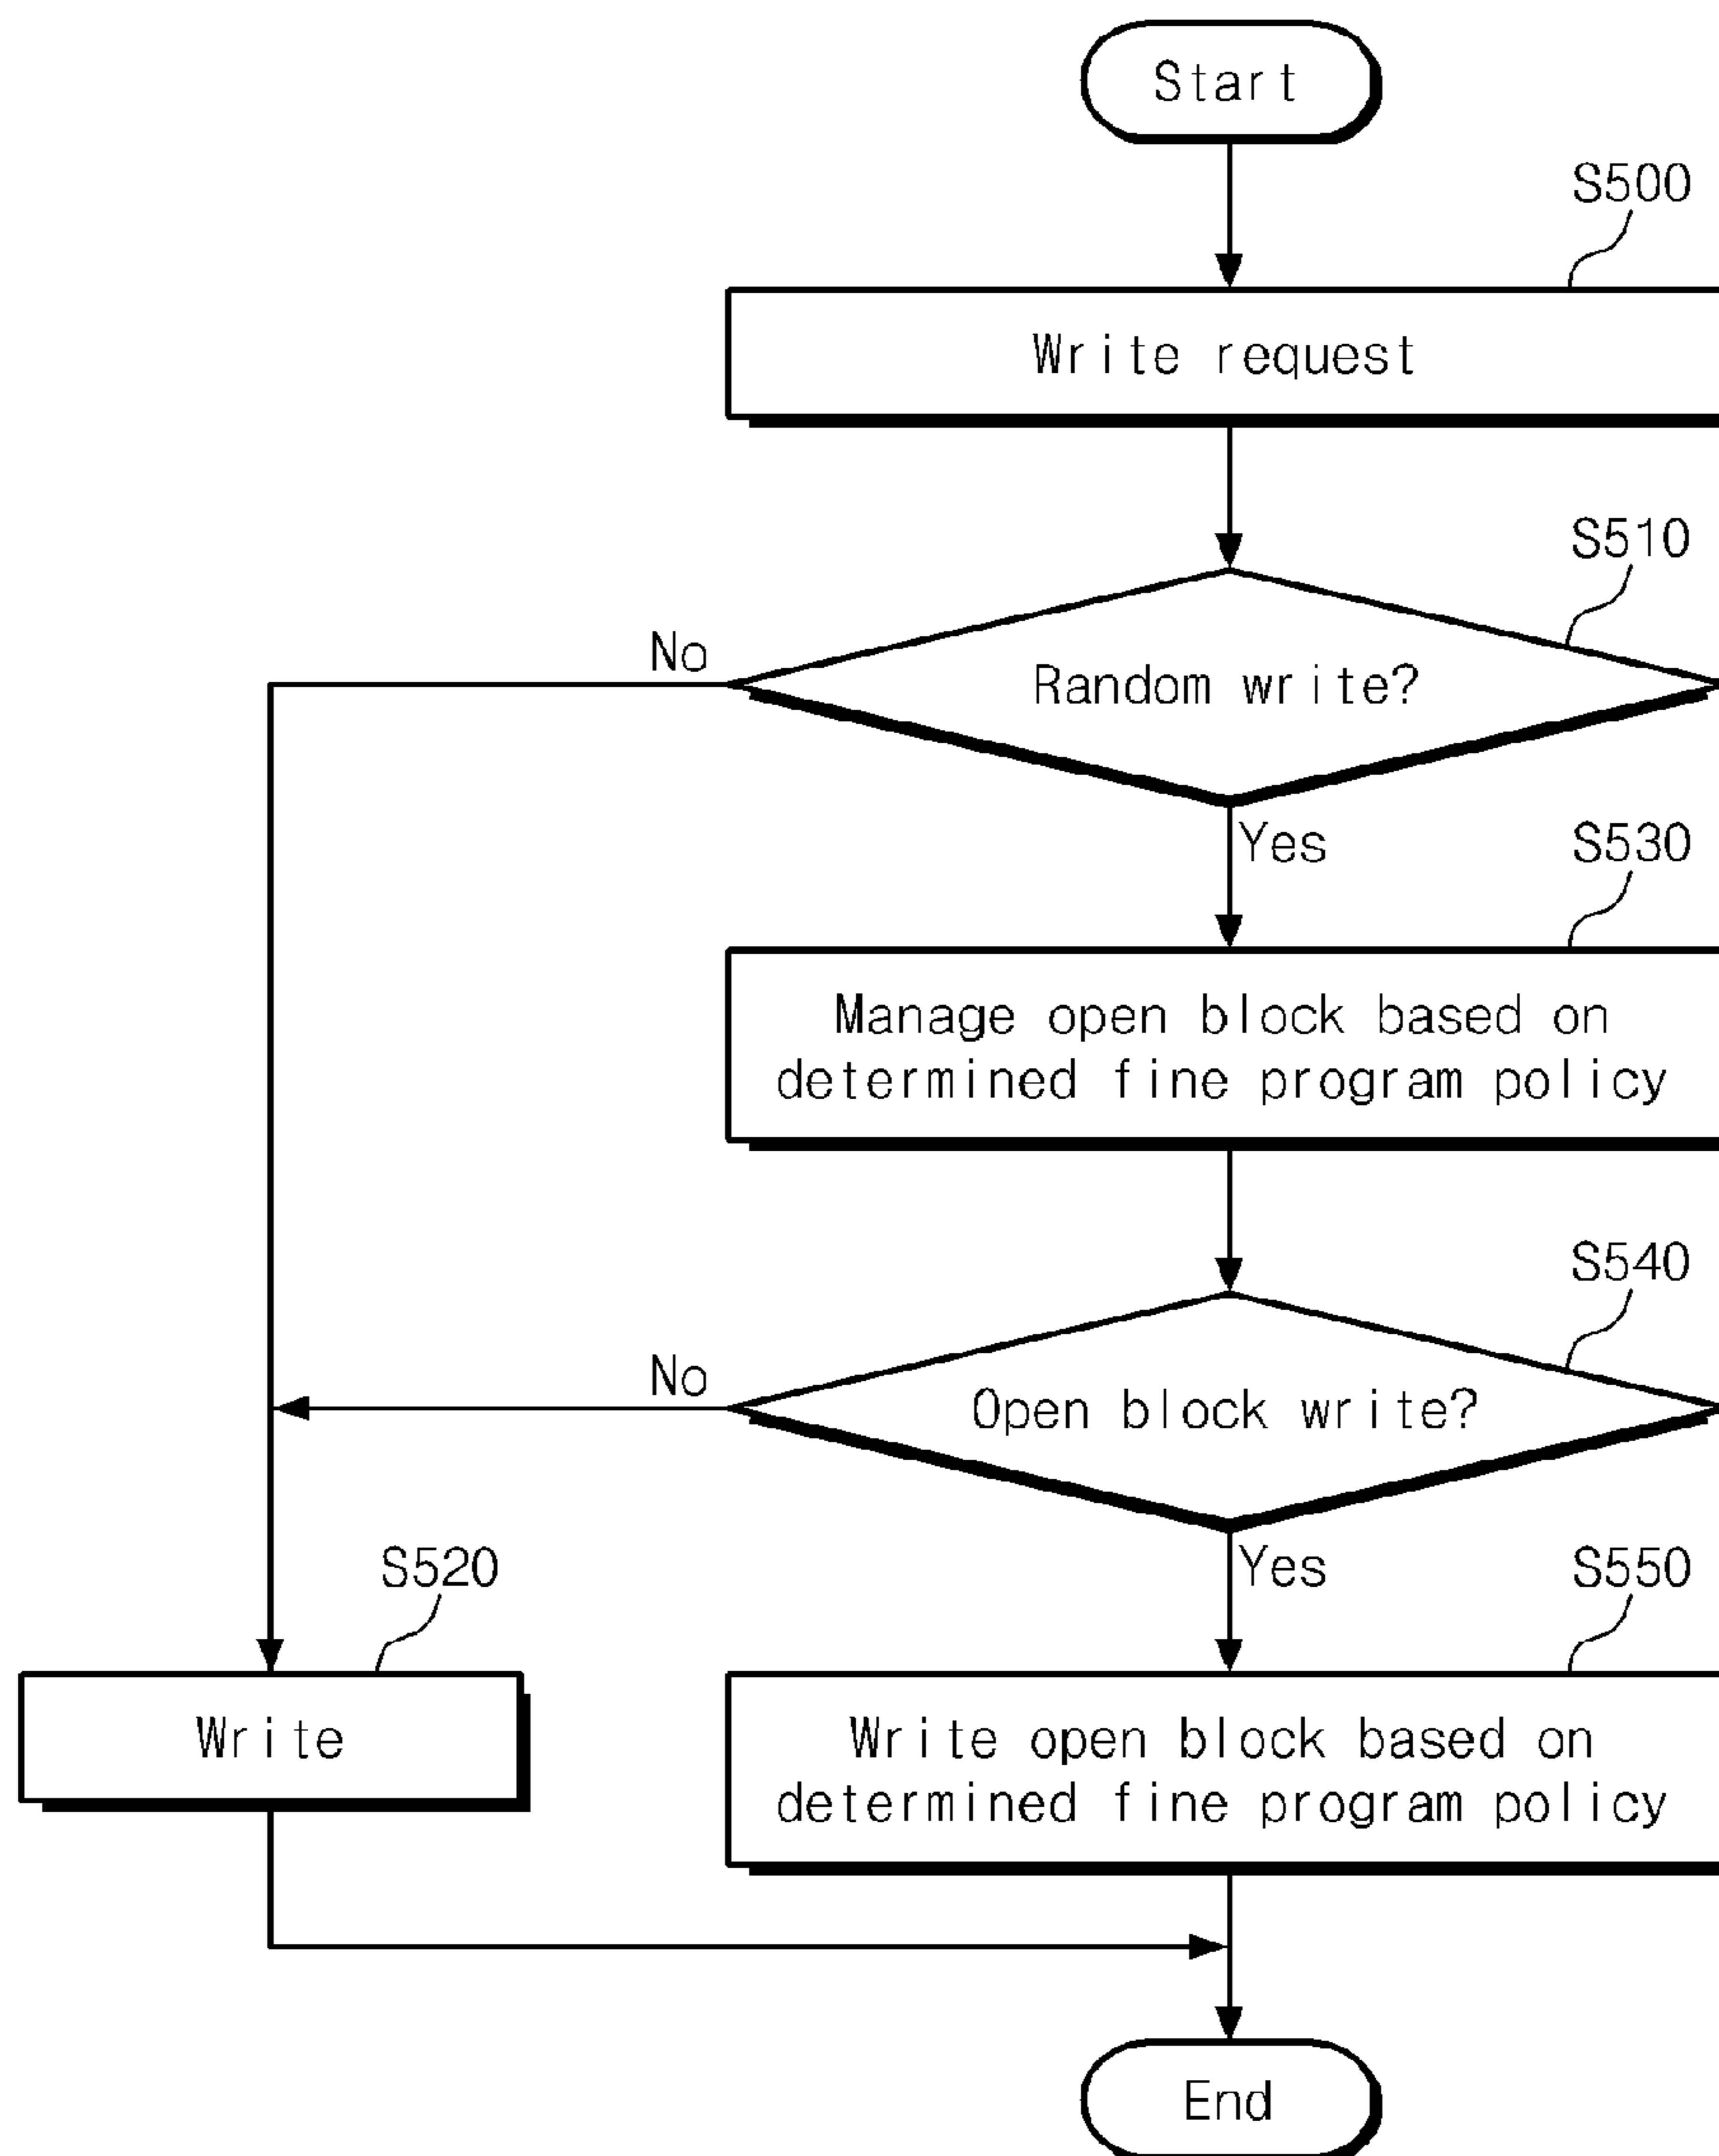 Start
S500
Write request
S510
No
Random write?
Yes
S530
Manage open block based on
determined fine program policy
S540
No
Open block write?
S520
Yes
S550
Write
Write open block based on
determined fine program policy
End